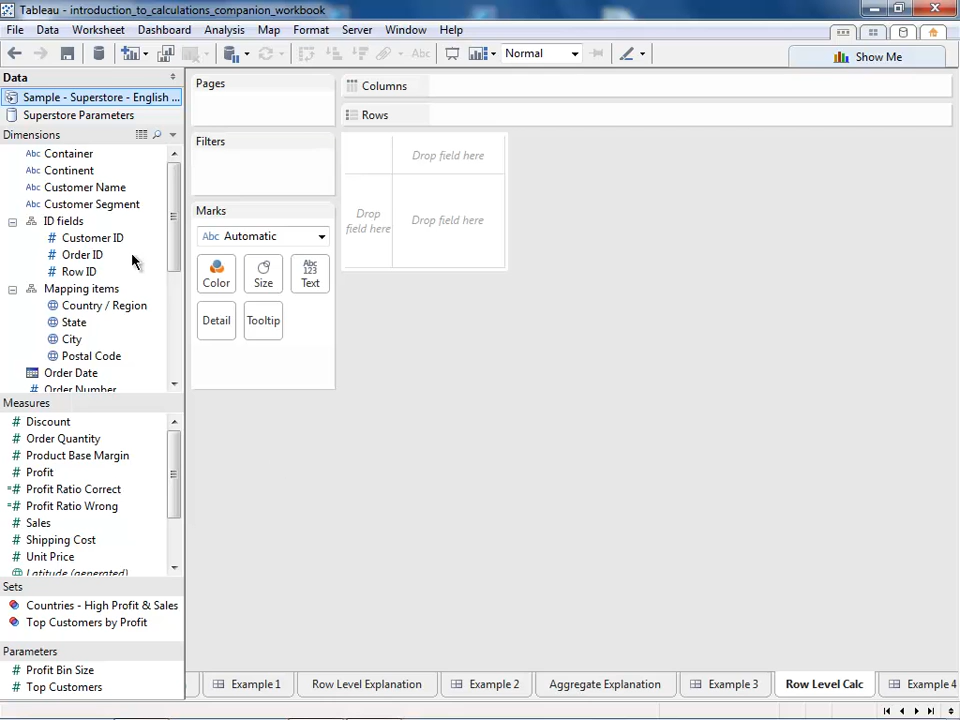 Tableau - introduction_to_calculations_companion_workbook
File Data Worksheet Dashboard Analysis Map Format Server Window Help
Abc Normal Show Me
Data
Sample - Superstore - English ...
Superstore Parameters
Dimensions
Abc Container
Abc Continent
Abc Customer Name
Abc Customer Segment
ID fields
# Customer ID
# Order ID
# Row ID
Mapping items
Country / Region
State
City
Postal Code
Order Date
# Order Number
Measures
# Discount
# Order Quantity
# Product Base Margin
# Profit
=# Profit Ratio Correct
=# Profit Ratio Wrong
# Sales
# Shipping Cost
# Unit Price
Latitude (generated)
Sets
Countries - High Profit & Sales
Top Customers by Profit
Parameters
# Profit Bin Size
# Top Customers
Pages
Filters
Marks
Abc Automatic
Color Size Abc 123 Text
Detail Tooltip
Columns
Rows
Drop field here
Drop field here
Drop field here
Example 1 Row Level Explanation Example 2 Aggregate Explanation Example 3 Row Level Calc Example 4